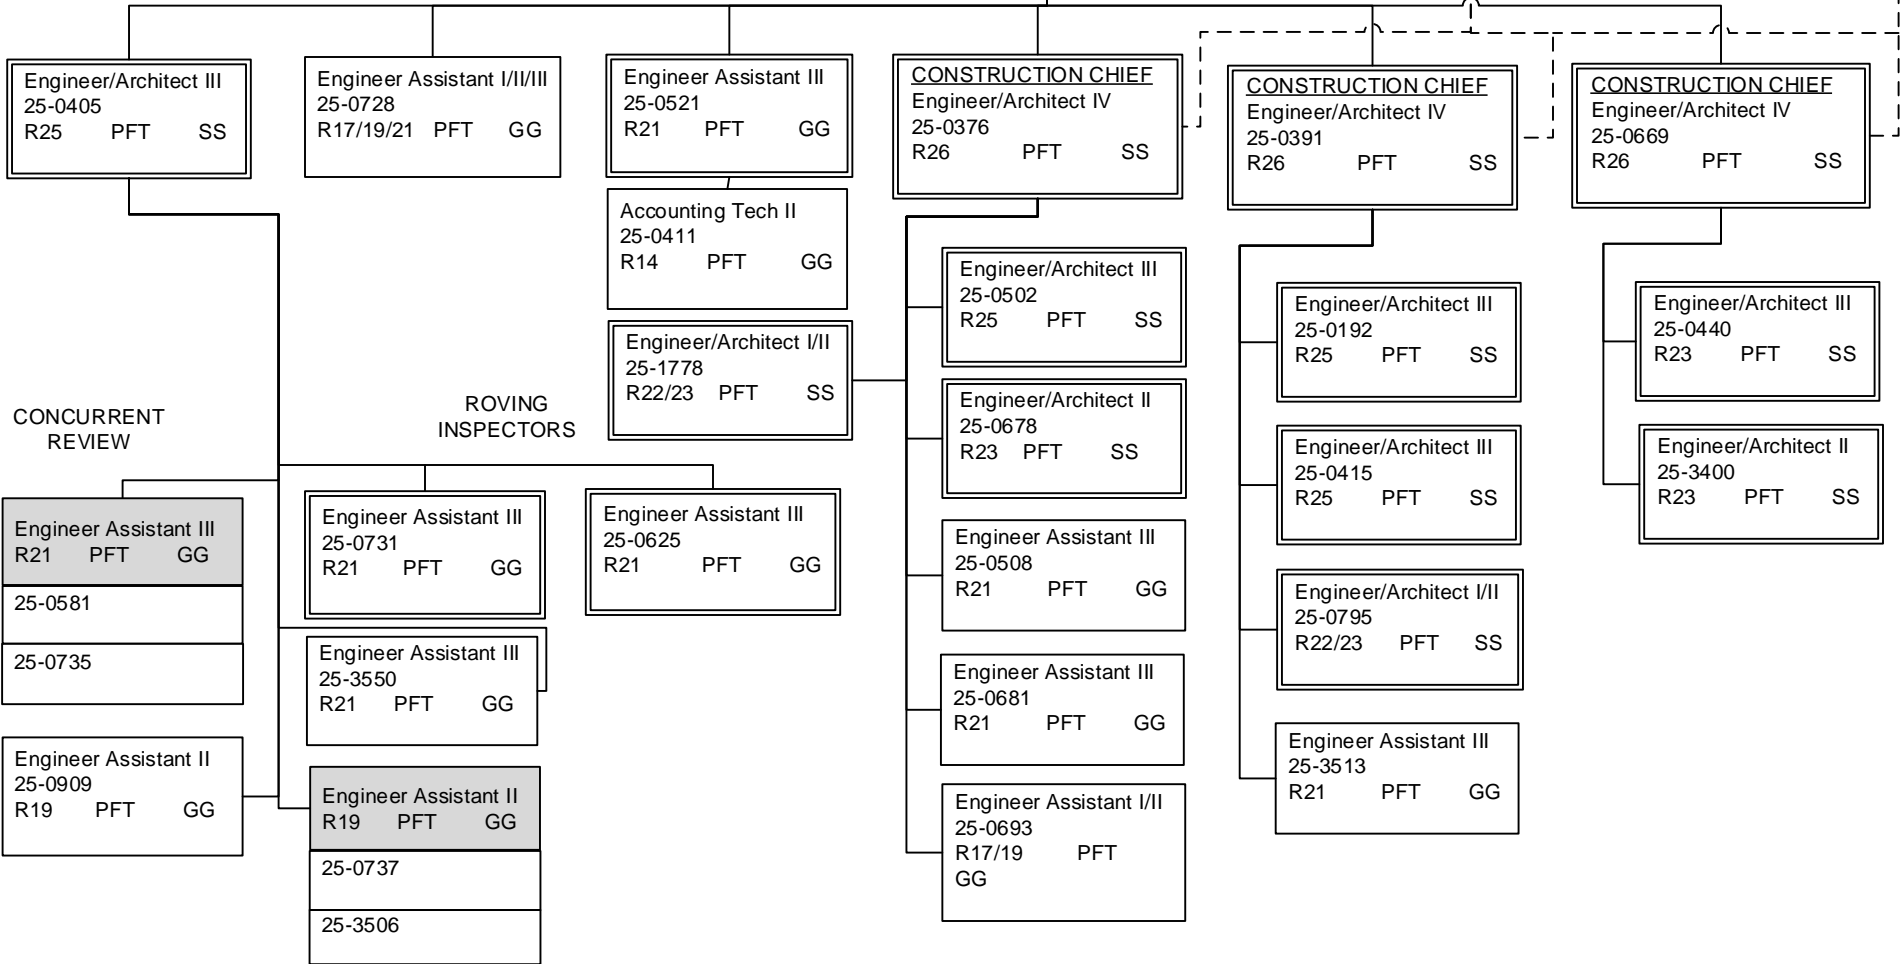 Engineer/Architect III
25-0405
R25 PFT SS
Engineer Assistant I/II/III
25-0728
R17/19/21 PFT GG
Engineer Assistant III
25-0521
R21 PFT GG
CONSTRUCTION CHIEF
Engineer/Architect IV
25-0376
R26 PFT SS
CONSTRUCTION CHIEF
Engineer/Architect IV
25-0391
R26 PFT SS
CONSTRUCTION CHIEF
Engineer/Architect IV
25-0669
R26 PFT SS
Accounting Tech II
25-0411
R14 PFT GG
Engineer/Architect I/II
25-1778
R22/23 PFT SS
CONCURRENT
REVIEW
ROVING
INSPECTORS
Engineer Assistant III
R21 PFT GG
25-0581
25-0735
Engineer Assistant II
25-0909
R19 PFT GG
Engineer Assistant III
25-0731
R21 PFT GG
Engineer Assistant III
25-0625
R21 PFT GG
Engineer Assistant III
25-3550
R21 PFT GG
Engineer Assistant II
R19 PFT GG
25-0737
25-3506
Engineer/Architect III
25-0502
R25 PFT SS
Engineer/Architect II
25-0678
R23 PFT SS
Engineer Assistant III
25-0508
R21 PFT GG
Engineer Assistant III
25-0681
R21 PFT GG
Engineer Assistant I/II
25-0693
R17/19 PFT
GG
Engineer/Architect III
25-0192
R25 PFT SS
Engineer/Architect III
25-0415
R25 PFT SS
Engineer/Architect I/II
25-0795
R22/23 PFT SS
Engineer Assistant III
25-3513
R21 PFT GG
Engineer/Architect III
25-0440
R23 PFT SS
Engineer/Architect II
25-3400
R23 PFT SS